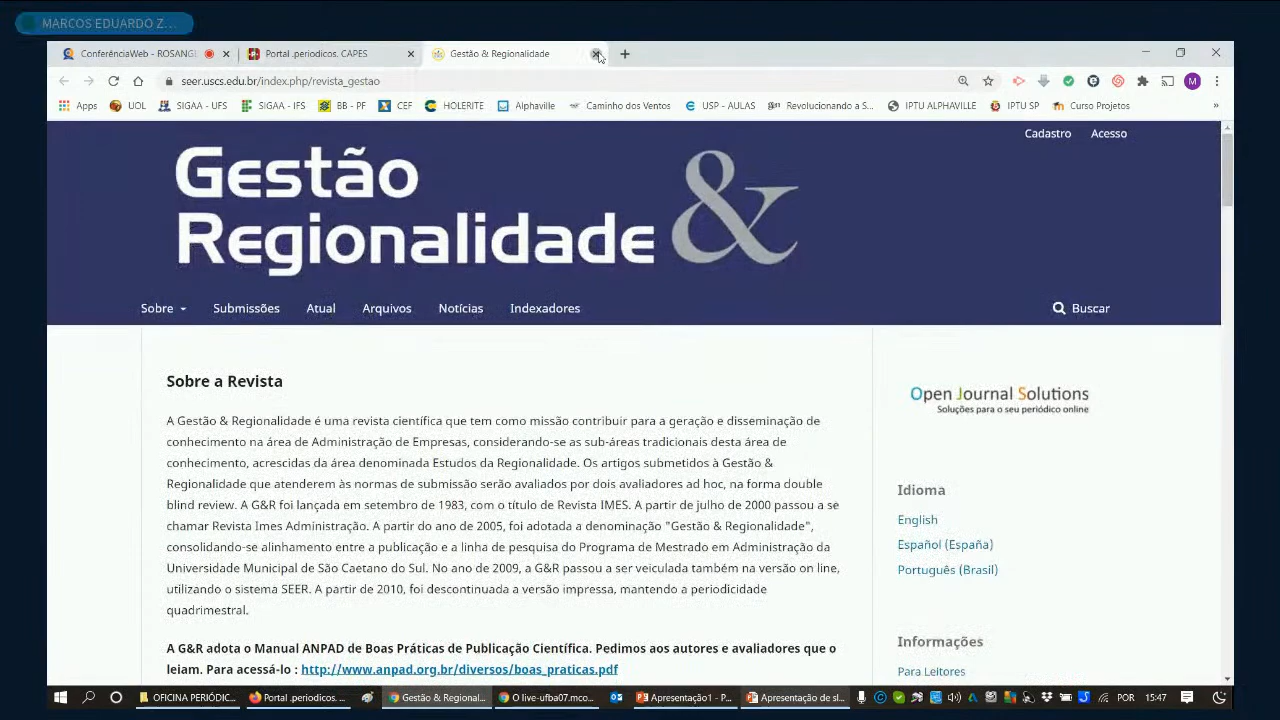 MARCOS EDUARDO Z...
ConferênciaWeb - ROSANG
Portal .periodicos. CAPES
Gestão & Regionalidade
seer.uscs.edu.br/index.php/revista_gestao
M
Apps
UOL
SIGAA - UFS
SIGAA - IFS
BB - PF
CEF
HOLERITE
Alphaville
Caminho dos Ventos
USP - AULAS
Revolucionando a S...
IPTU ALPHAVILLE
IPTU SP
Curso Projetos
»
Cadastro
Acesso
Gestão &
Regionalidade
Sobre
Submissões
Atual
Arquivos
Notícias
Indexadores
Buscar
Sobre a Revista
A Gestão & Regionalidade é uma revista científica que tem como missão contribuir para a geração e disseminação de
conhecimento na área de Administração de Empresas, considerando-se as sub-áreas tradicionais desta área de
conhecimento, acrescidas da área denominada Estudos da Regionalidade. Os artigos submetidos à Gestão &
Regionalidade que atenderem às normas de submissão serão avaliados por dois avaliadores ad hoc, na forma double
blind review. A G&R foi lançada em setembro de 1983, com o título de Revista IMES. A partir de julho de 2000 passou a se
chamar Revista Imes Administração. A partir do ano de 2005, foi adotada a denominação "Gestão & Regionalidade",
consolidando-se alinhamento entre a publicação e a linha de pesquisa do Programa de Mestrado em Administração da
Universidade Municipal de São Caetano do Sul. No ano de 2009, a G&R passou a ser veiculada também na versão on line,
utilizando o sistema SEER. A partir de 2010, foi descontinuada a versão impressa, mantendo a periodicidade
quadrimestral.
A G&R adota o Manual ANPAD de Boas Práticas de Publicação Científica. Pedimos aos autores e avaliadores que o
leiam. Para acessá-lo : http://www.anpad.org.br/diversos/boas_praticas.pdf
Open Journal Solutions
Soluções para o seu periódico online
Idioma
English
Español (España)
Português (Brasil)
Informações
Para Leitores
OFICINA PERIÓDIC...
Portal .periodicos. ...
Gestão & Regional...
O live-ufba07.mco...
Apresentação1 - P...
Apresentação de sl...
POR
15:47